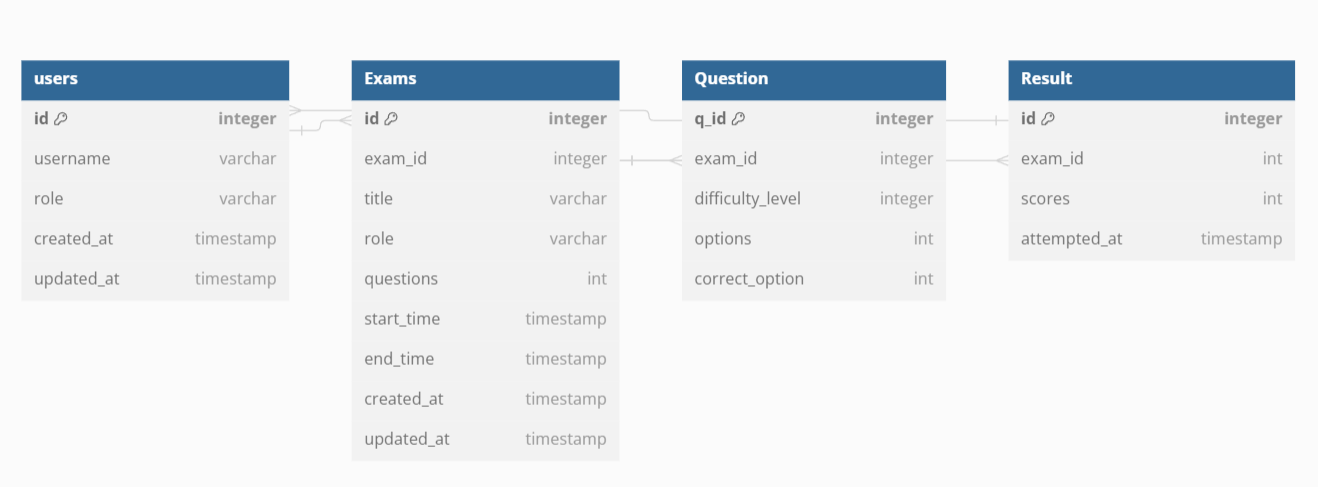 users
id integer
username varchar
role varchar
created_at timestamp
updated_at timestamp
Exams
id integer
exam_id integer
title varchar
role varchar
questions int
start_time timestamp
end_time timestamp
created_at timestamp
updated_at timestamp
Question
q_id integer
exam_id integer
difficulty_level integer
options int
correct_option int
Result
id integer
exam_id int
scores int
attempted_at timestamp